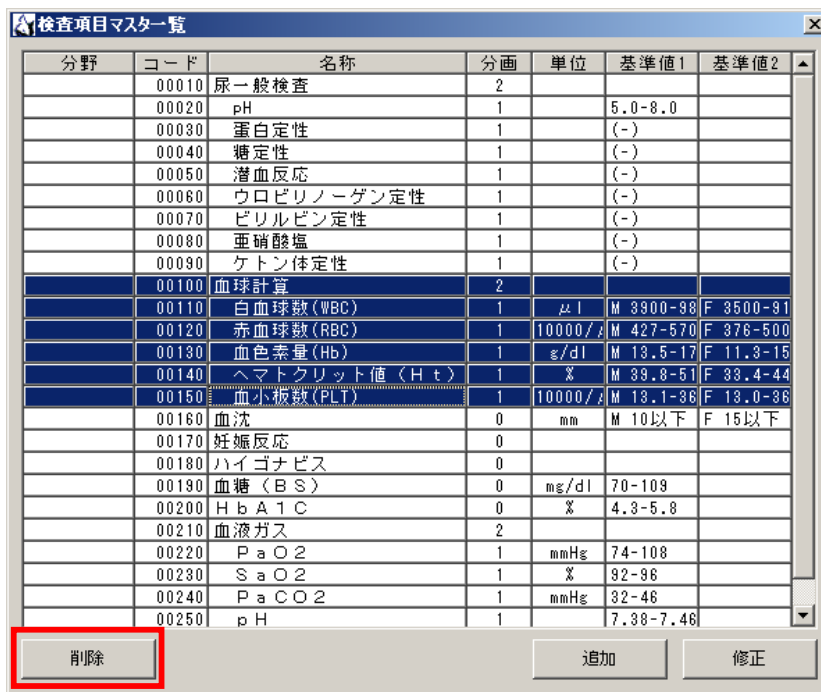 検査項目マスター覧
分野 コード 名称 分画 単位 基準値1 基準値2
00010 尿一般検査 2
00020 pH 1 5.0-8.0
00030 蛋白定性 1 (-)
00040 糖定性 1 (-)
00050 潜血反応 1 (-)
00060 ウロビリノーゲン定性 1 (-)
00070 ビリルビン定性 1 (-)
00080 亜硝酸塩 1 (-)
00090 ケトン体定性 1 (-)
00100 血球計算 2
00110 白血球数(WBC) 1 μl M 3900-98 F 3500-91
00120 赤血球数(RBC) 1 10000/ M 427-570 F 376-500
00130 血色素量(Hb) 1 g/dl M 13.5-17 F 11.3-15
00140 ヘマトクリット値(Ht) 1 % M 39.8-51 F 33.4-44
00150 血小板数(PLT) 1 10000/ M 13.1-36 F 13.0-36
00160 血沈 0 mm M 10以下 F 15以下
00170 妊娠反応 0
00180 ハイゴナビス 0
00190 血糖(BS) 0 mg/dl 70-109
00200 HbA1C 0 % 4.3-5.8
00210 血液ガス 2
00220 PaO2 1 mmHg 74-108
00230 SaO2 1 % 92-96
00240 PaCO2 1 mmHg 32-46
00250 pH 1 7.38-7.46
削除 追加 修正